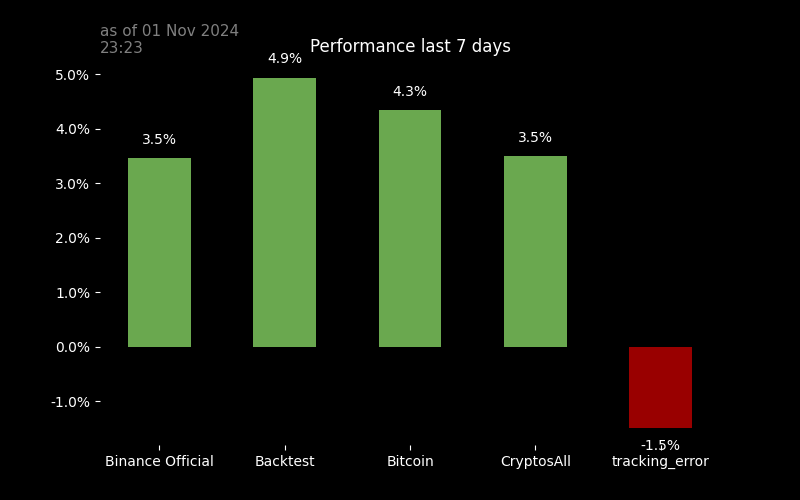 as of 01 Nov 2024
23:23
Performance last 7 days
5.0%
4.0%
3.0%
2.0%
1.0%
0.0%
-1.0%
3.5%
4.9%
4.3%
3.5%
-1.5%
Binance Official
Backtest
Bitcoin
CryptosAll
tracking_error